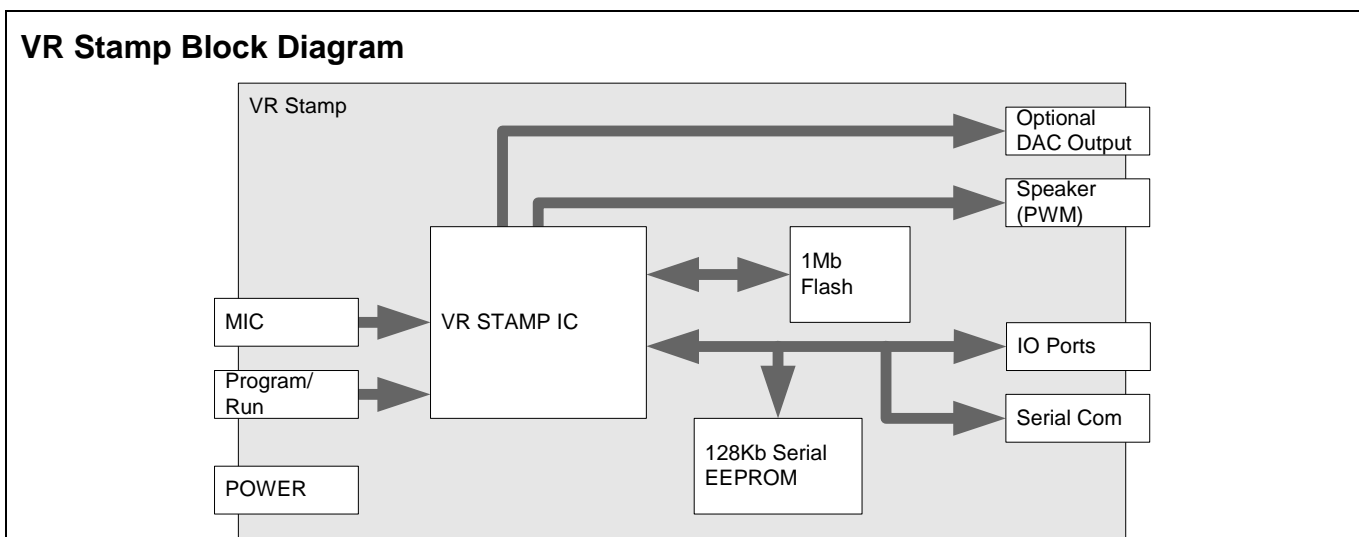 VR Stamp Block Diagram
VR Stamp
Optional
DAC Output
Speaker
(PWM)
1Mb
Flash
MIC
VR STAMP IC
IO Ports
Program/
Run
Serial Com
128Kb Serial
EEPROM
POWER